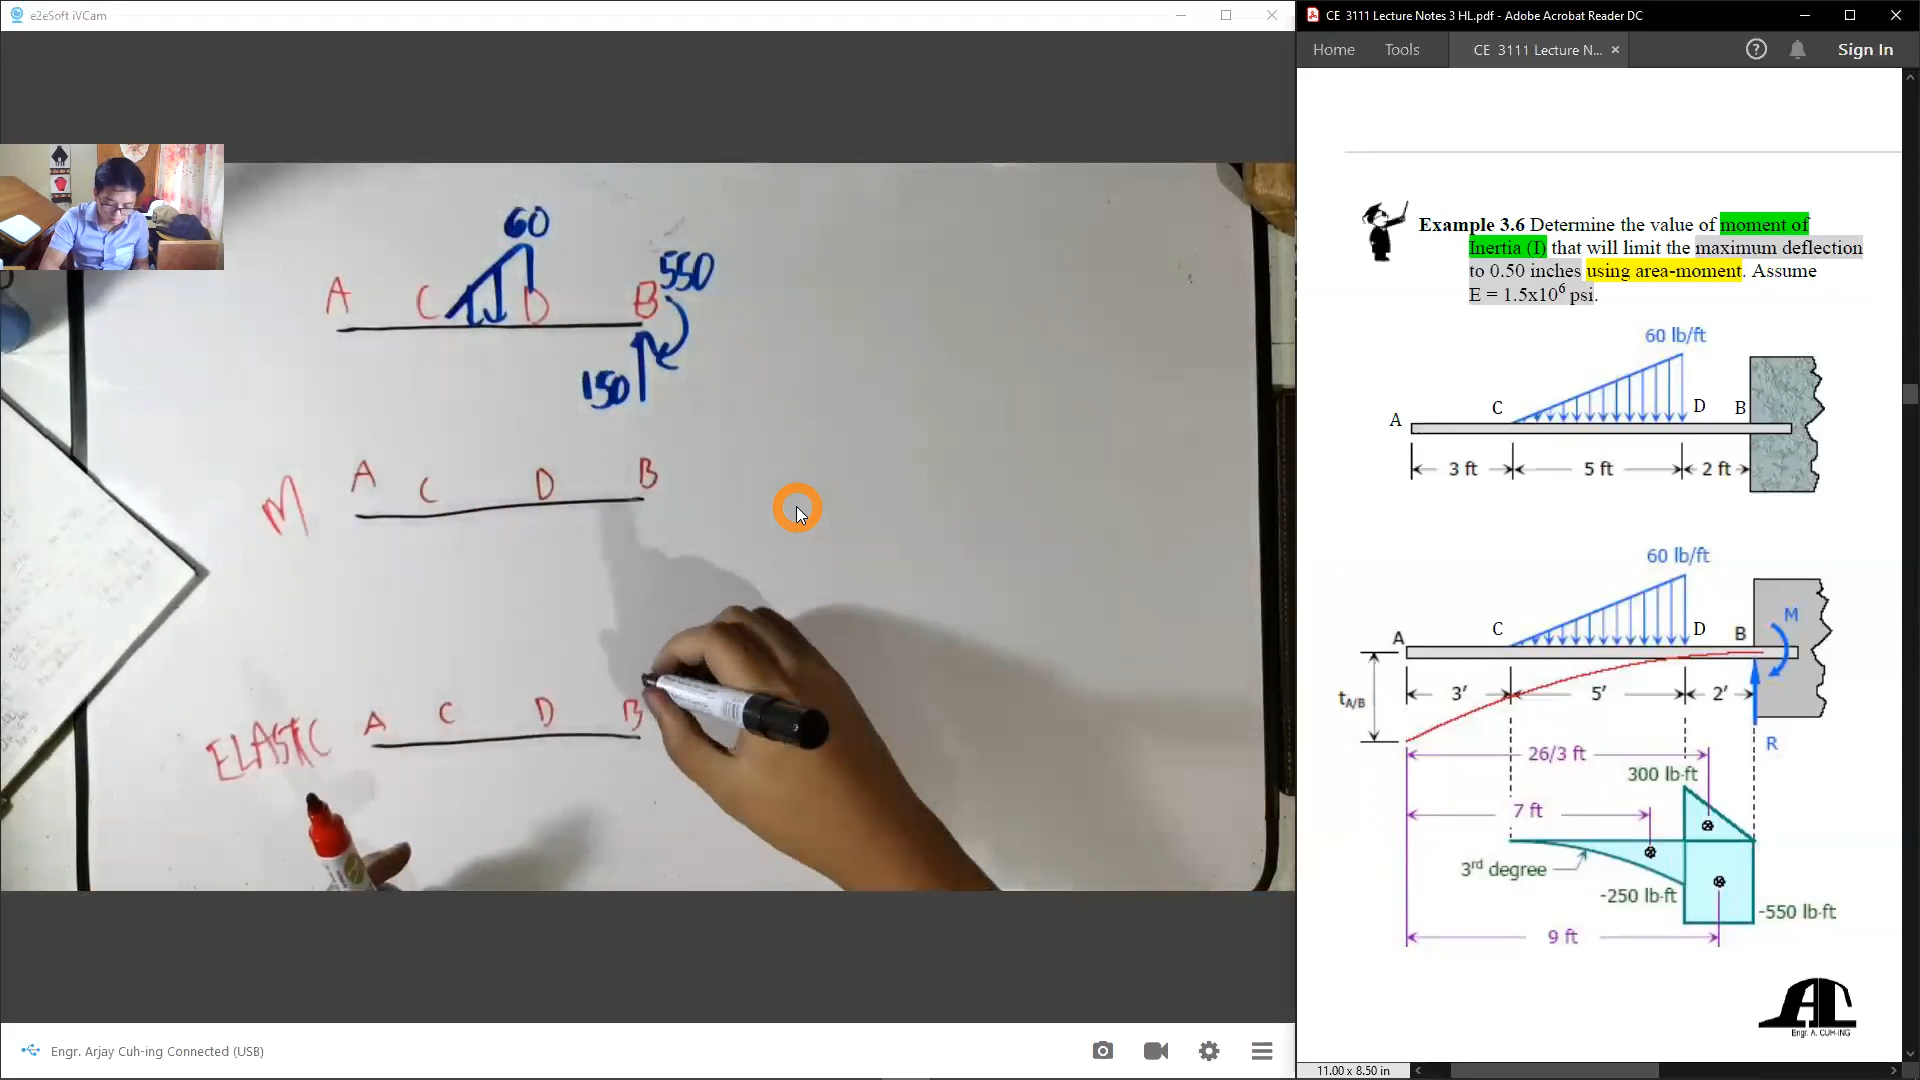 e2eSoft iVCam
60
A C D B 550
150
M A C D B
ELASTIC A C D B
Engr. Arjay Cuh-ing Connected (USB)
CE 3111 Lecture Notes 3 HL.pdf - Adobe Acrobat Reader DC
Home Tools CE 3111 Lecture N... × ? Sign In
Example 3.6 Determine the value of moment of
Inertia (I) that will limit the maximum deflection
to 0.50 inches using area-moment. Assume
E = 1.5x10⁶ psi.
60 lb/ft
A C D B
3 ft 5 ft 2 ft
60 lb/ft
M
A C D B
tA/B 3′ 5′ 2′
R
26/3 ft
300 lb·ft
7 ft
3rd degree
-250 lb·ft
-550 lb·ft
9 ft
Engr. A. CUH-ING
11.00 x 8.50 in